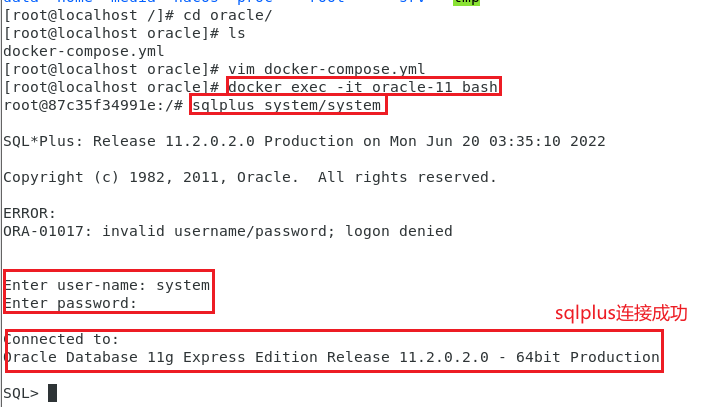 [root@localhost /]# cd oracle/
[root@localhost oracle]# ls
docker-compose.yml
[root@localhost oracle]# vim docker-compose.yml
[root@localhost oracle]# docker exec -it oracle-11 bash
root@87c35f34991e:/# sqlplus system/system
SQL*Plus: Release 11.2.0.2.0 Production on Mon Jun 20 03:35:10 2022
Copyright (c) 1982, 2011, Oracle.  All rights reserved.
ERROR:
ORA-01017: invalid username/password; logon denied
Enter user-name: system
Enter password:
sqlplus连接成功
Connected to:
Oracle Database 11g Express Edition Release 11.2.0.2.0 - 64bit Production
SQL>